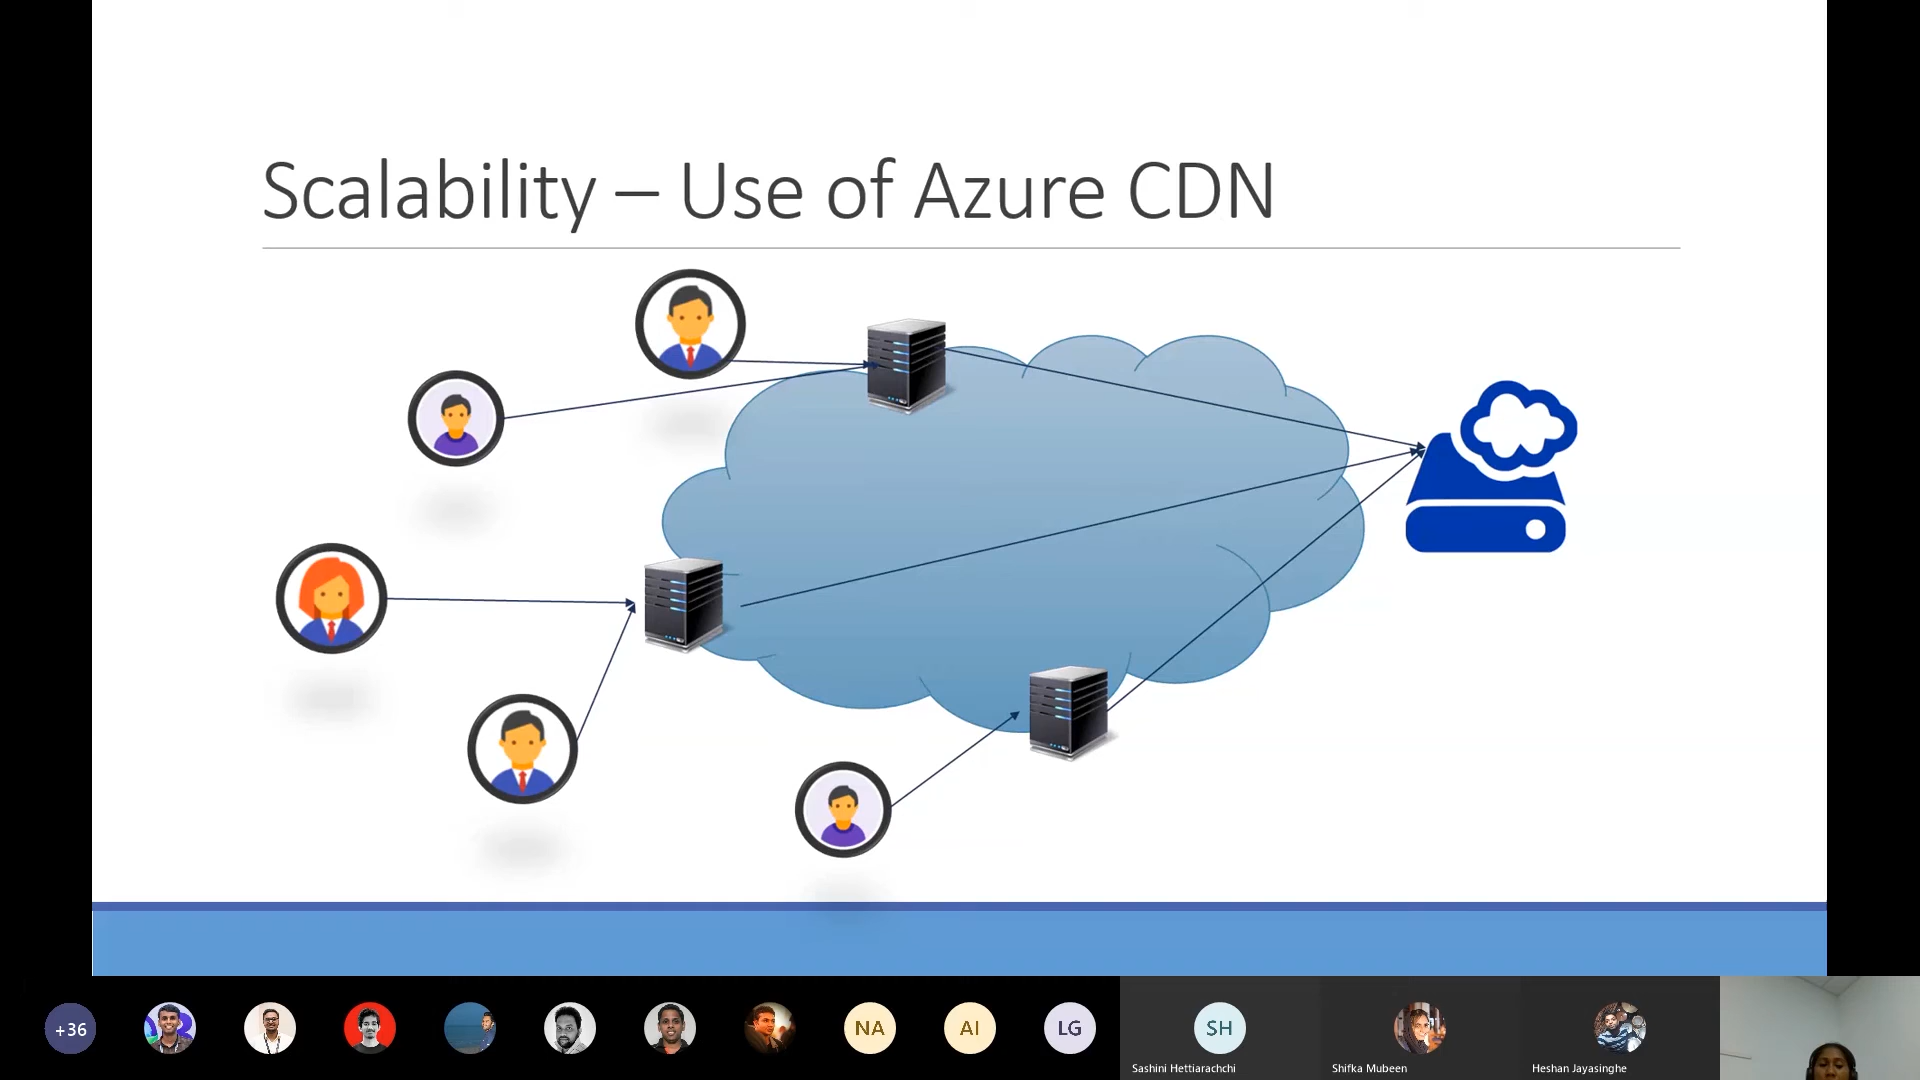 Scalability – Use of Azure CDN
+36
NA
AI
LG
SH
Sashini Hettiarachchi
Shifka Mubeen
Heshan Jayasinghe